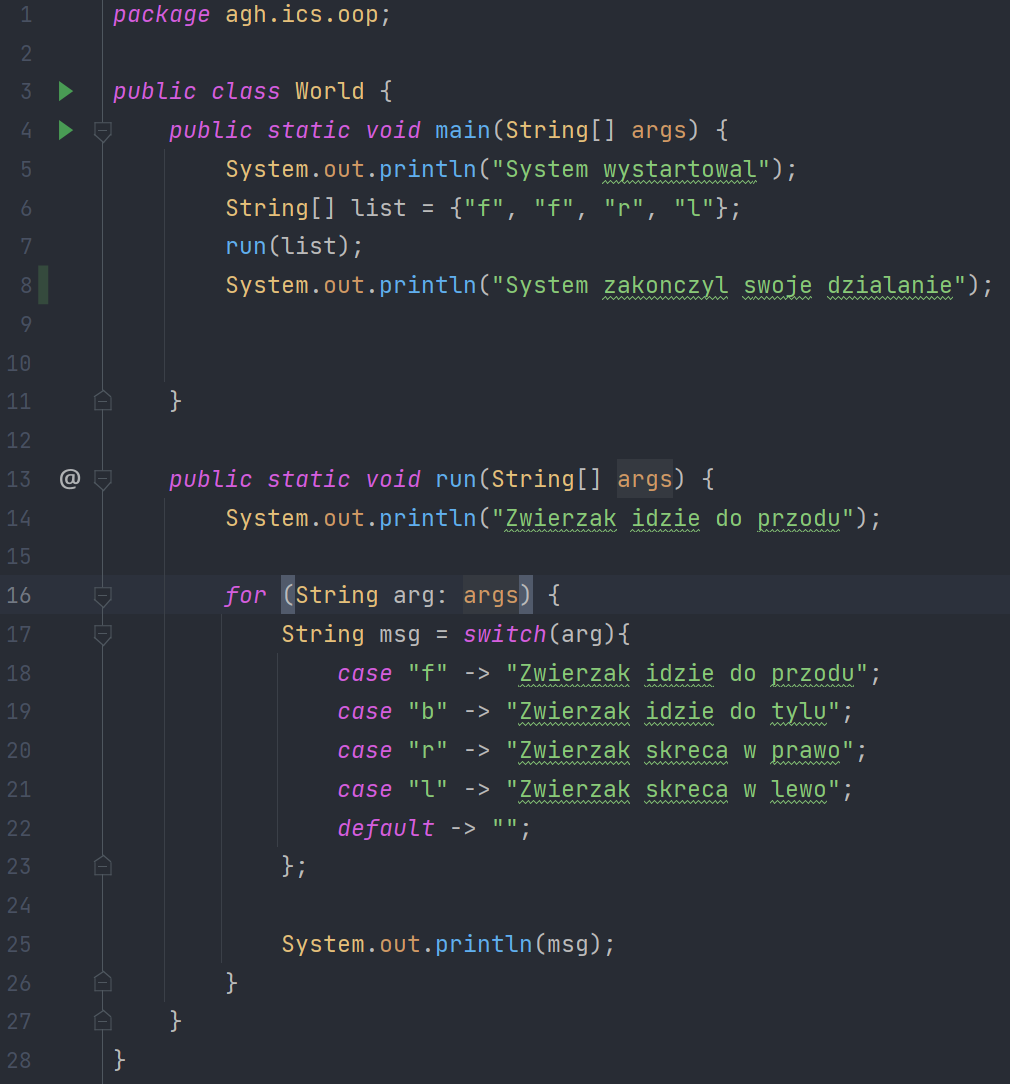 1 package agh.ics.oop;
2
3 public class World {
4 public static void main(String[] args) {
5 System.out.println("System wystartowal");
6 String[] list = {"f", "f", "r", "l"};
7 run(list);
8 System.out.println("System zakonczyl swoje dzialanie");
9
10
11 }
12
13 @ public static void run(String[] args) {
14 System.out.println("Zwierzak idzie do przodu");
15
16 for (String arg: args) {
17 String msg = switch(arg){
18 case "f" -> "Zwierzak idzie do przodu";
19 case "b" -> "Zwierzak idzie do tylu";
20 case "r" -> "Zwierzak skreca w prawo";
21 case "l" -> "Zwierzak skreca w lewo";
22 default -> "";
23 };
24
25 System.out.println(msg);
26 }
27 }
28 }